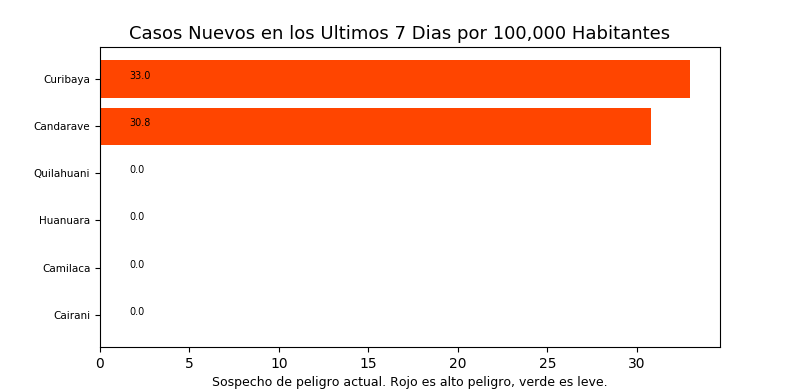 Casos Nuevos en los Ultimos 7 Dias por 100,000 Habitantes
Curibaya 33.0
Candarave 30.8
Quilahuani 0.0
Huanuara 0.0
Camilaca 0.0
Cairani 0.0
0 5 10 15 20 25 30
Sospecho de peligro actual. Rojo es alto peligro, verde es leve.